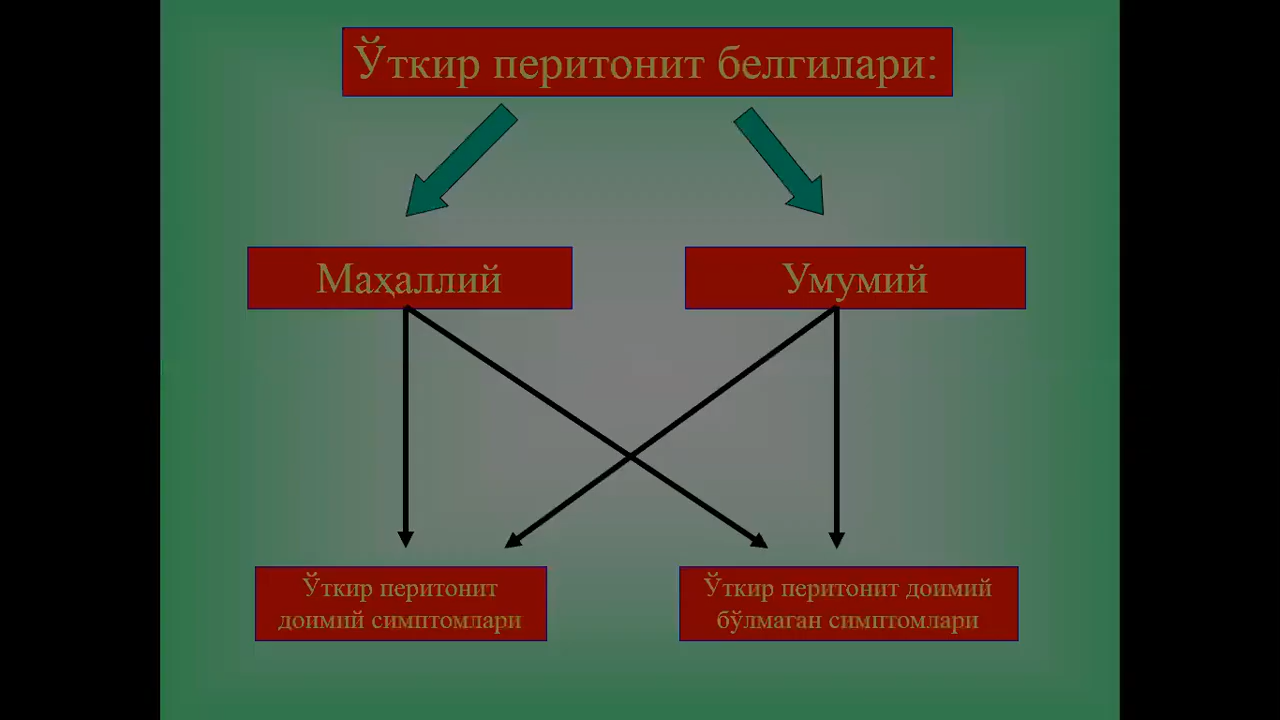 Ўткир перитонит белгилари:
Маҳаллий
Умумий
Ўткир перитонит
доимий симптомлари
Ўткир перитонит доимий
бўлмаган симптомлари